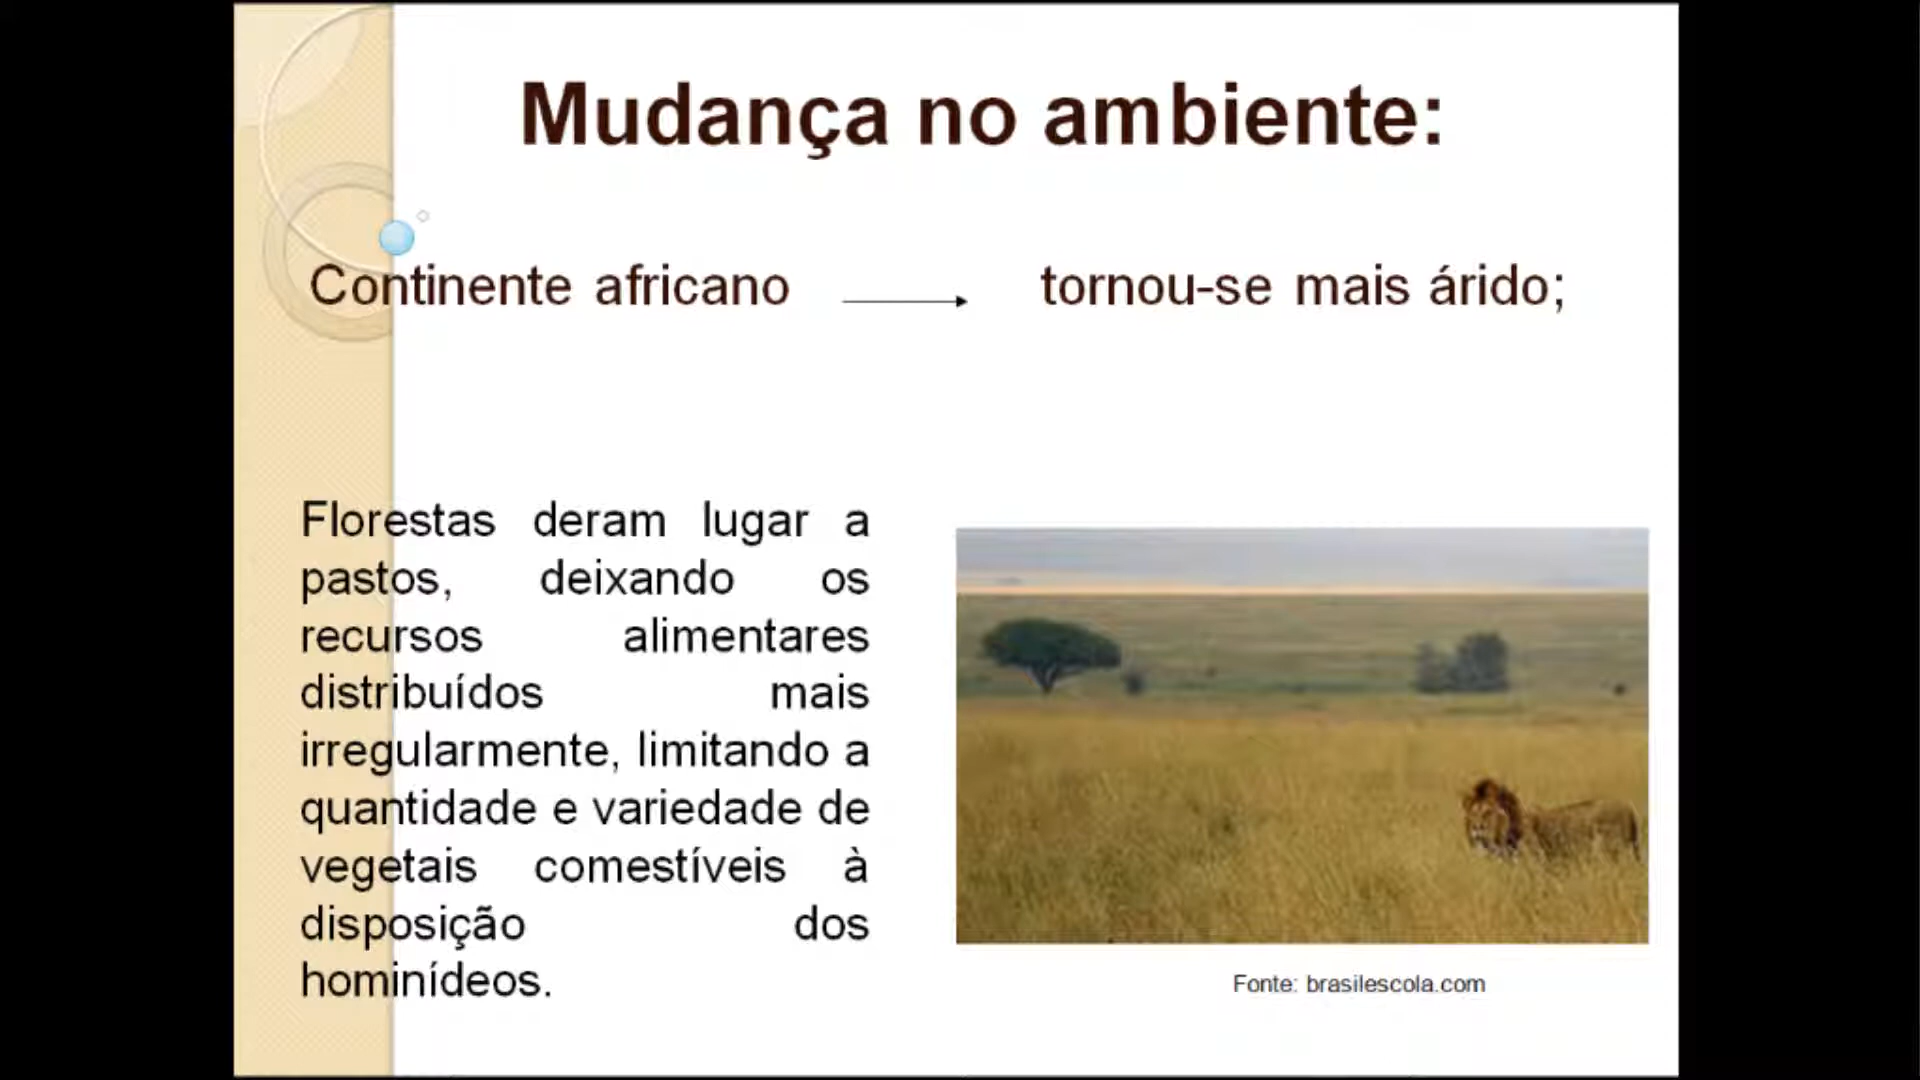 Mudança no ambiente:
Continente africano tornou-se mais árido;
Florestas deram lugar a
pastos, deixando os
recursos alimentares
distribuídos mais
irregularmente, limitando a
quantidade e variedade de
vegetais comestíveis à
disposição dos
hominídeos.
Fonte: brasilescola.com